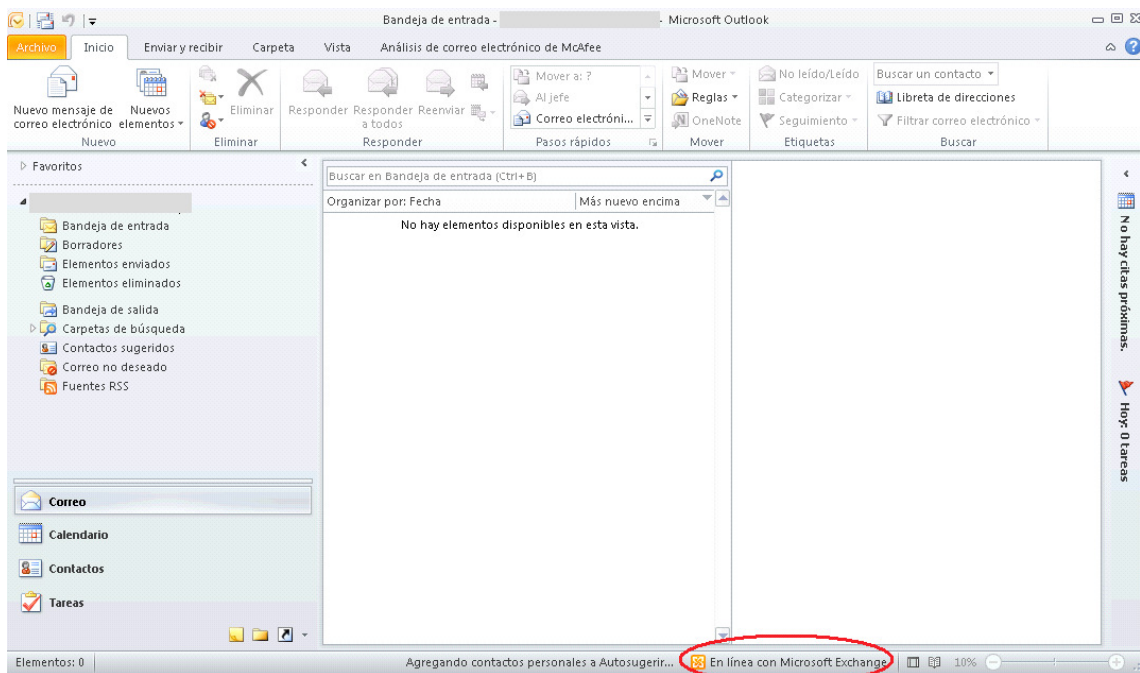 Bandeja de entrada - - Microsoft Outlook
Archivo Inicio Enviar y recibir Carpeta Vista Análisis de correo electrónico de McAfee
Nuevo mensaje de correo electrónico
Nuevos elementos
Nuevo
Eliminar
Eliminar
Responder
Responder a todos
Reenviar
Responder
Mover a: ?
Al jefe
Correo electróni...
Pasos rápidos
Mover
Reglas
OneNote
Mover
No leído/Leído
Categorizar
Seguimiento
Etiquetas
Buscar un contacto
Libreta de direcciones
Filtrar correo electrónico
Buscar
Favoritos
Bandeja de entrada
Borradores
Elementos enviados
Elementos eliminados
Bandeja de salida
Carpetas de búsqueda
Contactos sugeridos
Correo no deseado
Fuentes RSS
Correo
Calendario
Contactos
Tareas
Buscar en Bandeja de entrada (Ctrl+B)
Organizar por: Fecha Más nuevo encima
No hay elementos disponibles en esta vista.
No hay citas próximas.
Hoy: 0 tareas
Elementos: 0 Agregando contactos personales a Autosugerir... En línea con Microsoft Exchange 10%